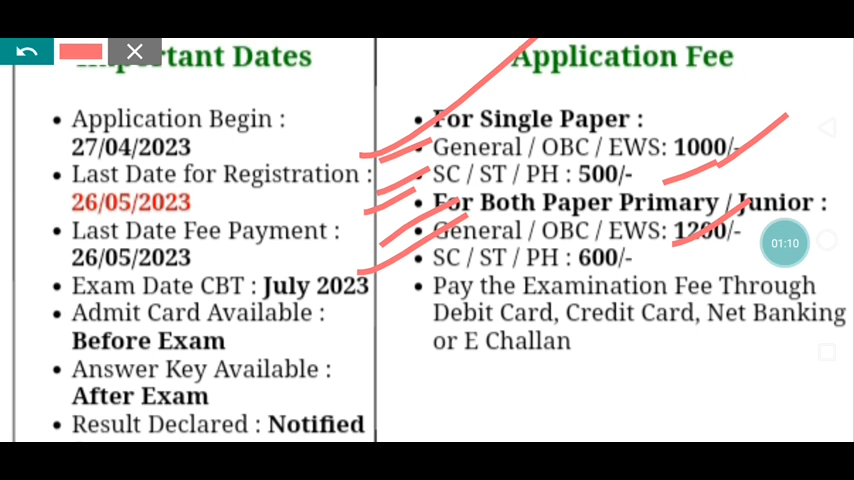 Important Dates
Application Begin :
27/04/2023
Last Date for Registration :
26/05/2023
Last Date Fee Payment :
26/05/2023
Exam Date CBT : July 2023
Admit Card Available :
Before Exam
Answer Key Available :
After Exam
Result Declared : Notified
Application Fee
For Single Paper :
General / OBC / EWS: 1000/-
SC / ST / PH : 500/-
For Both Paper Primary / Junior :
General / OBC / EWS: 1200/-
SC / ST / PH : 600/-
Pay the Examination Fee Through
Debit Card, Credit Card, Net Banking
or E Challan
01:10